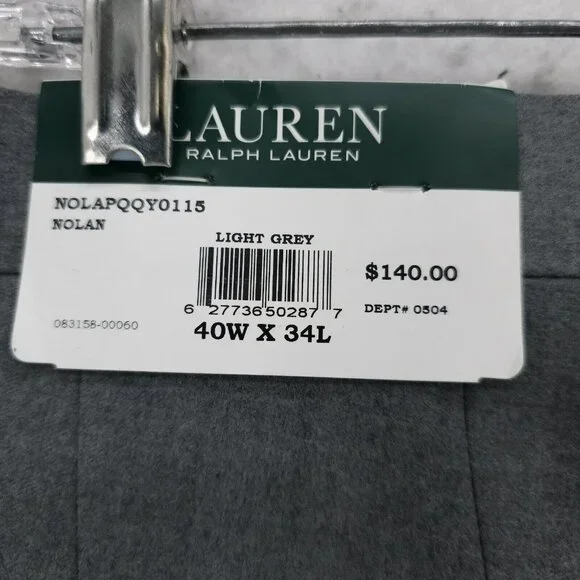 LAUREN
RALPH LAUREN
NOLAPQQY0115
NOLAN
LIGHT GREY
$140.00
6 27736 50287 7
DEPT# 0504
083158-00060
40W X 34L